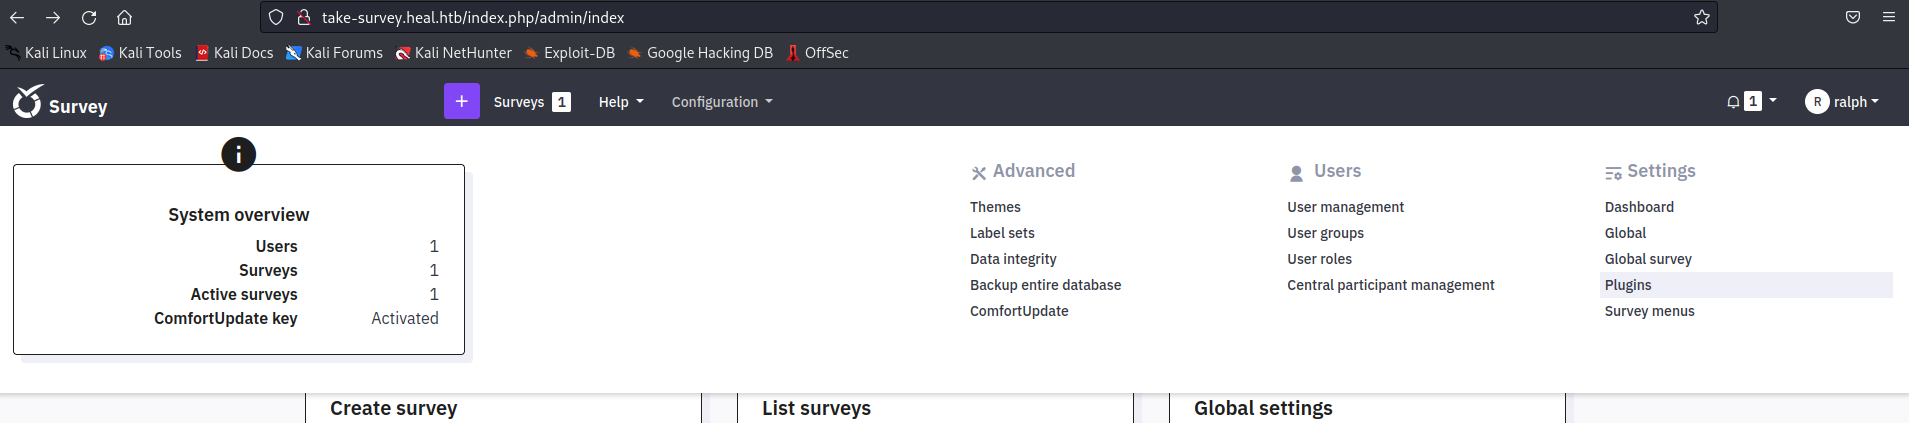 take-survey.heal.htb/index.php/admin/index
Kali Linux Kali Tools Kali Docs Kali Forums Kali NetHunter Exploit-DB Google Hacking DB OffSec
Survey + Surveys 1 Help Configuration 1 R ralph
i
System overview
Users 1
Surveys 1
Active surveys 1
ComfortUpdate key Activated
Advanced
Themes
Label sets
Data integrity
Backup entire database
ComfortUpdate
Users
User management
User groups
User roles
Central participant management
Settings
Dashboard
Global
Global survey
Plugins
Survey menus
Create survey List surveys Global settings